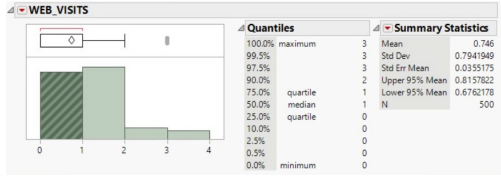 WEB_VISITS
0 1 2 3 4
Quantiles
100.0% maximum 3
99.5% 3
97.5% 3
90.0% 2
75.0% quartile 1
50.0% median 1
25.0% quartile 0
10.0% 0
2.5% 0
0.5% 0
0.0% minimum 0
Summary Statistics
Mean 0.746
Std Dev 0.7941949
Std Err Mean 0.0355175
Upper 95% Mean 0.8157822
Lower 95% Mean 0.6762178
N 500